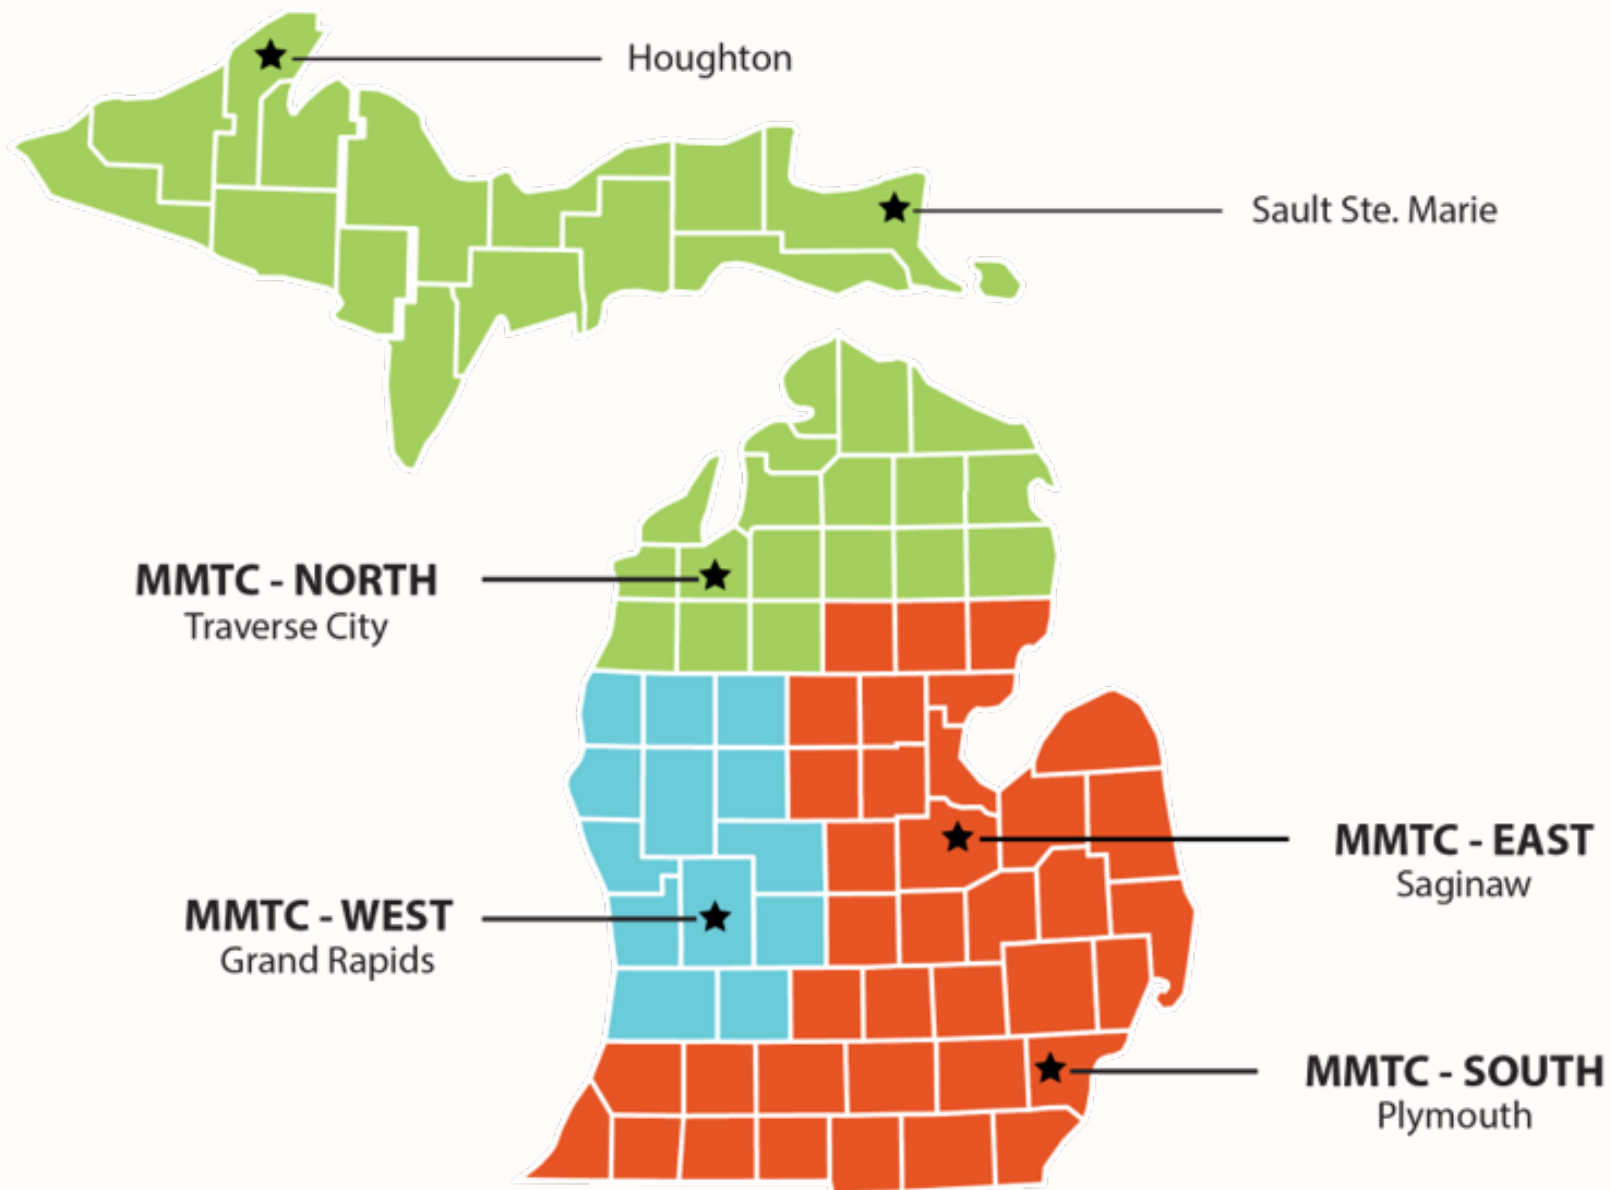 Houghton
Sault Ste. Marie
MMTC - NORTH
Traverse City
MMTC - EAST
Saginaw
MMTC - WEST
Grand Rapids
MMTC - SOUTH
Plymouth